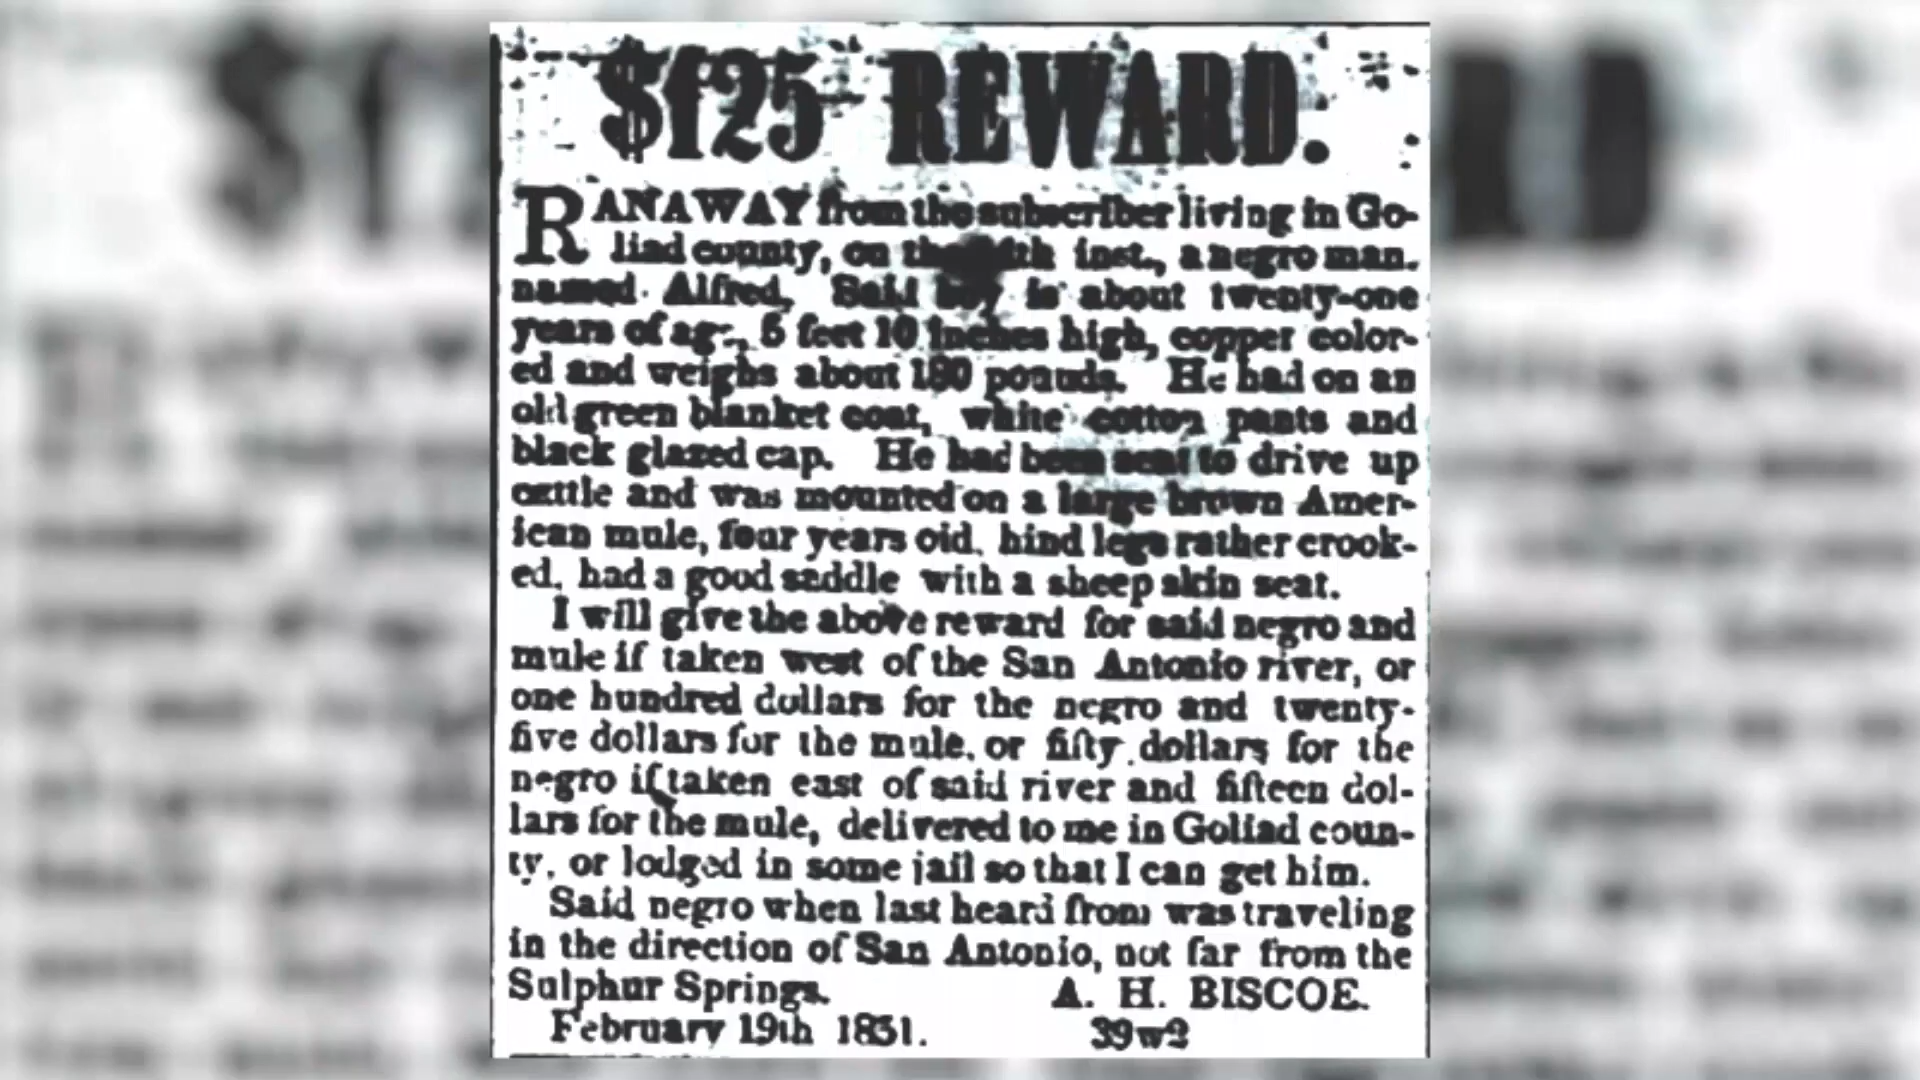 $125 REWARD.
RANAWAY from the subscriber living in Go-
liad county, on the inst., a negro man.
named Alfred, Said boy is about twenty-one
years of age, 5 feet 10 inches high, copper color-
ed and weighs about 180 pounds. He had on an
old green blanket coat, white cotton pants and
black glazed cap. He had been sent to drive up
cattle and was mounted on a large brown Amer-
ican mule, four years old, hind legs rather crook-
ed, had a good saddle with a sheep skin seat.
I will give the above reward for said negro and
mule if taken west of the San Antonio river, or
one hundred dollars for the negro and twenty-
five dollars for the mule, or fifty dollars for the
negro if taken east of said river and fifteen dol-
lars for the mule, delivered to me in Goliad coun-
ty, or lodged in some jail so that I can get him.
Said negro when last heard from was traveling
in the direction of San Antonio, not far from the
Sulphur Springs. A. H. BISCOE.
February 19th 1851. 39w2